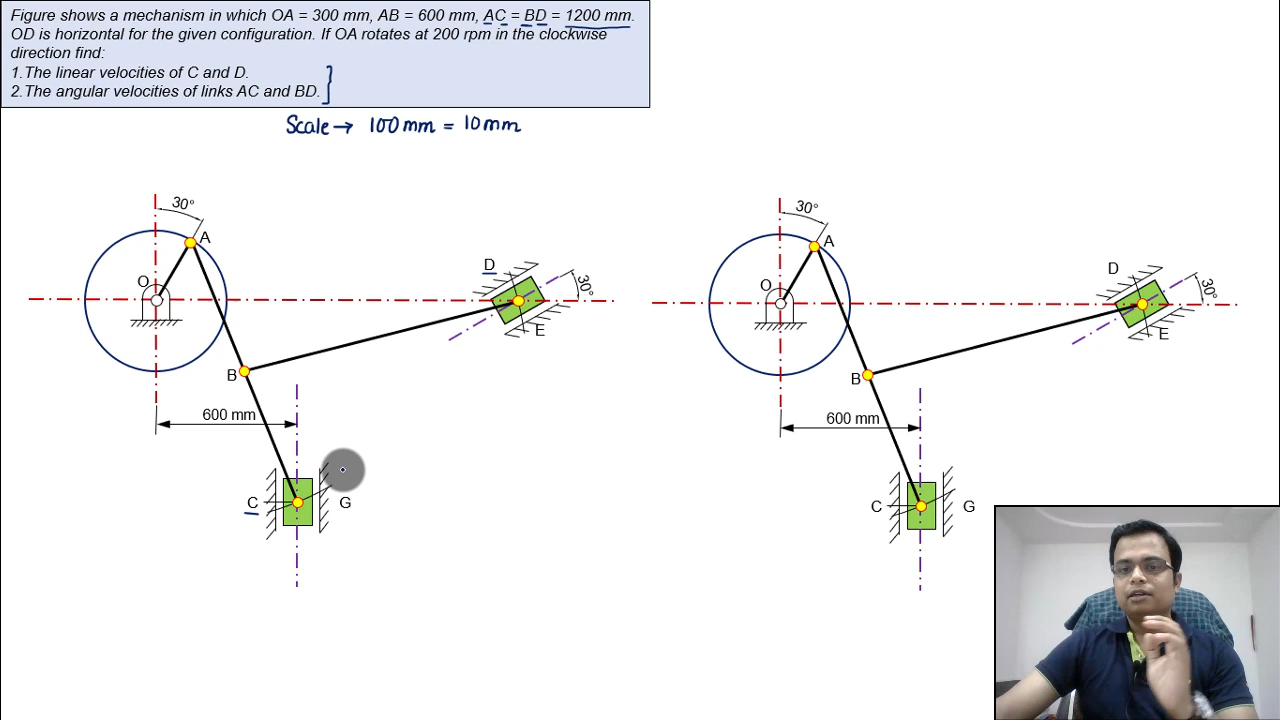 Figure shows a mechanism in which OA = 300 mm, AB = 600 mm, AC = BD = 1200 mm.
OD is horizontal for the given configuration. If OA rotates at 200 rpm in the clockwise
direction find:
1.The linear velocities of C and D.
2.The angular velocities of links AC and BD.
Scale → 100 mm = 10 mm
30°
A
O
D
30°
E
B
600 mm
C
G
30°
A
O
D
30°
E
B
600 mm
C
G